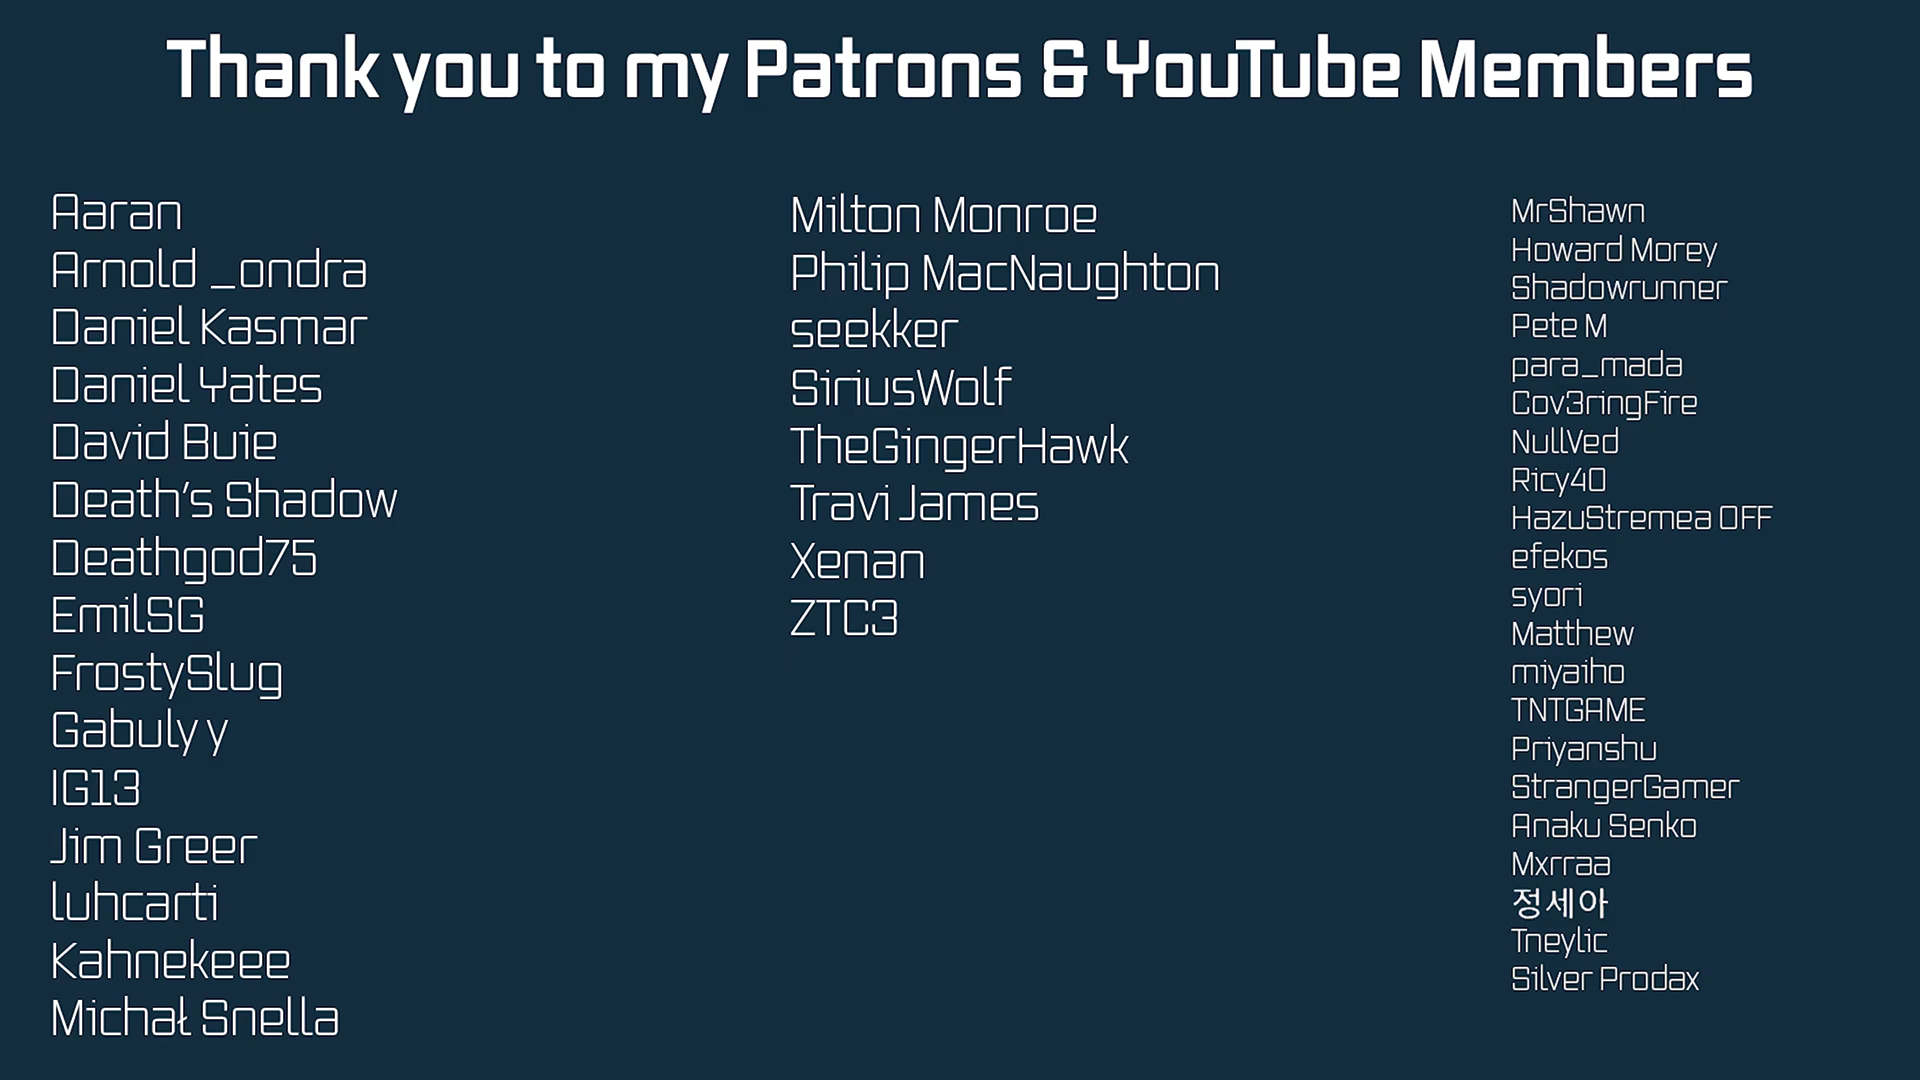 Thank you to my Patrons & YouTube Members
Aaran
Arnold _ondra
Daniel Kasmar
Daniel Yates
David Buie
Death's Shadow
Deathgod75
EmilSG
FrostySlug
Gabuly y
IG13
Jim Greer
luhcarti
Kahnekeee
Michał Snella
Milton Monroe
Philip MacNaughton
seekker
SiriusWolf
TheGingerHawk
Travi James
Xenan
ZTC3
MrShawn
Howard Morey
Shadowrunner
Pete M
para_mada
Cov3ringFire
NullVed
Ricy40
HazuStremea OFF
efekos
syori
Matthew
miyaiho
TNTGAME
Priyanshu
StrangerGamer
Anaku Senko
Mxrraa
정세아
Tneylic
Silver Prodax